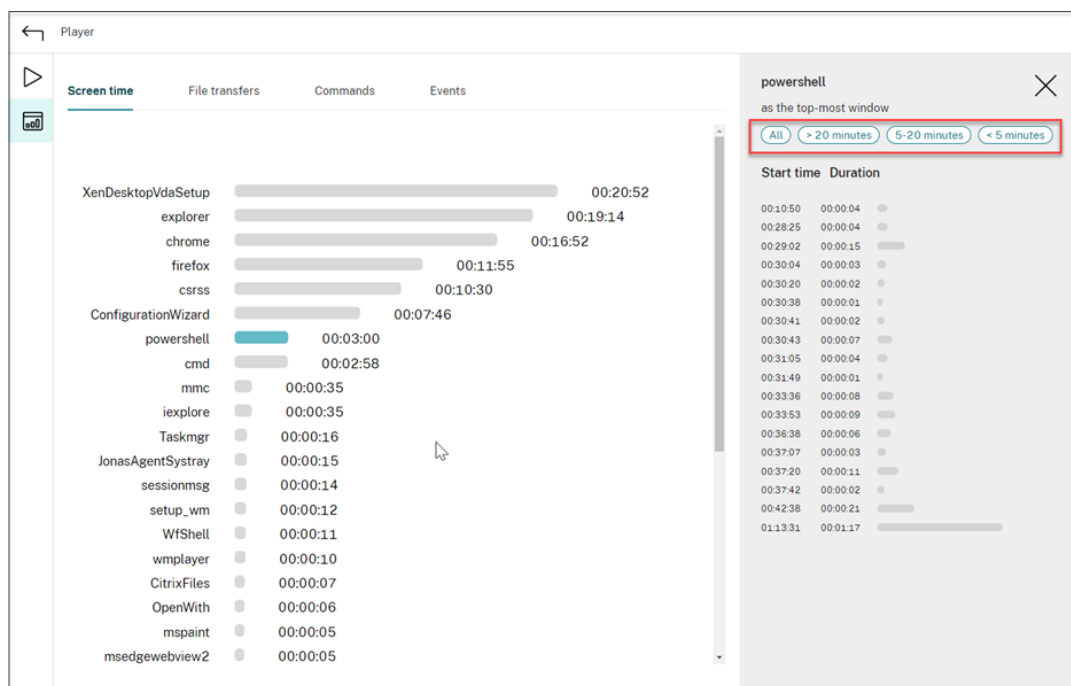 Player
Screen time File transfers Commands Events
XenDesktopVdaSetup 00:20:52
explorer 00:19:14
chrome 00:16:52
firefox 00:11:55
csrss 00:10:30
ConfigurationWizard 00:07:46
powershell 00:03:00
cmd 00:02:58
mmc 00:00:35
iexplore 00:00:35
Taskmgr 00:00:16
JonasAgentSystray 00:00:15
sessionmsg 00:00:14
setup_wm 00:00:12
WfShell 00:00:11
wmplayer 00:00:10
CitrixFiles 00:00:07
OpenWith 00:00:06
mspaint 00:00:05
msedgewebview2 00:00:05
powershell
as the top-most window
All > 20 minutes 5-20 minutes < 5 minutes
Start time Duration
00:10:50 00:00:04
00:28:25 00:00:04
00:29:02 00:00:15
00:30:04 00:00:03
00:30:20 00:00:02
00:30:38 00:00:01
00:30:41 00:00:02
00:30:43 00:00:07
00:31:05 00:00:04
00:31:49 00:00:01
00:33:36 00:00:08
00:33:53 00:00:09
00:36:38 00:00:06
00:37:07 00:00:03
00:37:20 00:00:11
00:37:42 00:00:02
00:42:38 00:00:21
01:13:31 00:01:17